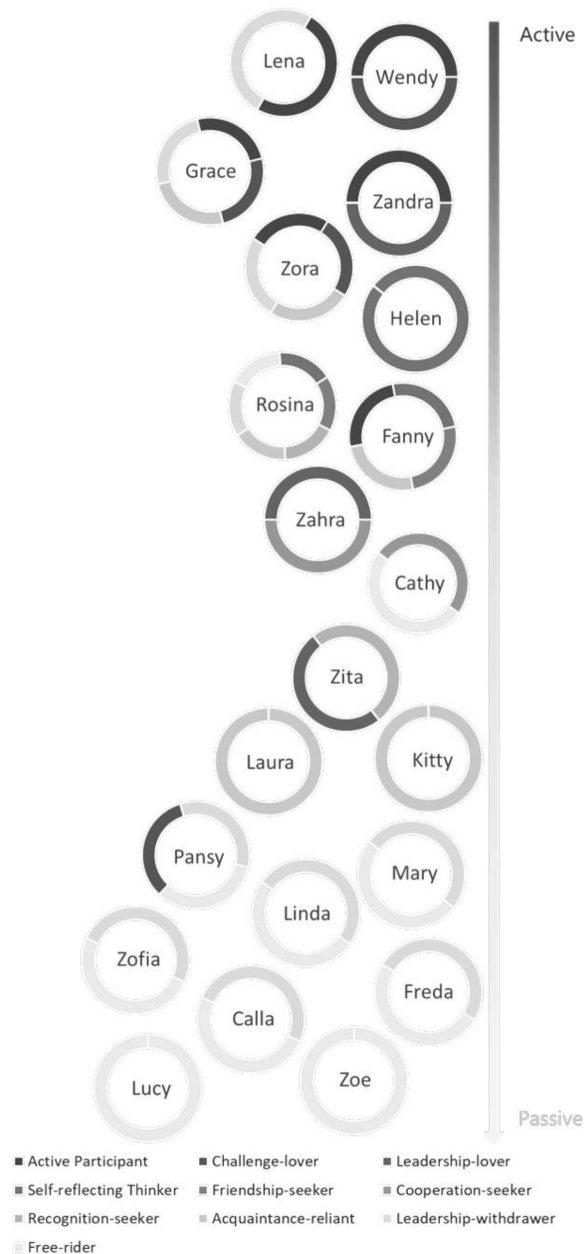 Active
Lena
Wendy
Grace
Zandra
Zora
Helen
Rosina
Fanny
Zahra
Cathy
Zita
Laura
Kitty
Pansy
Mary
Linda
Zofia
Freda
Calla
Lucy
Zoe
Passive
Active Participant Challenge-lover Leadership-lover
Self-reflecting Thinker Friendship-seeker Cooperation-seeker
Recognition-seeker Acquaintance-reliant Leadership-withdrawer
Free-rider